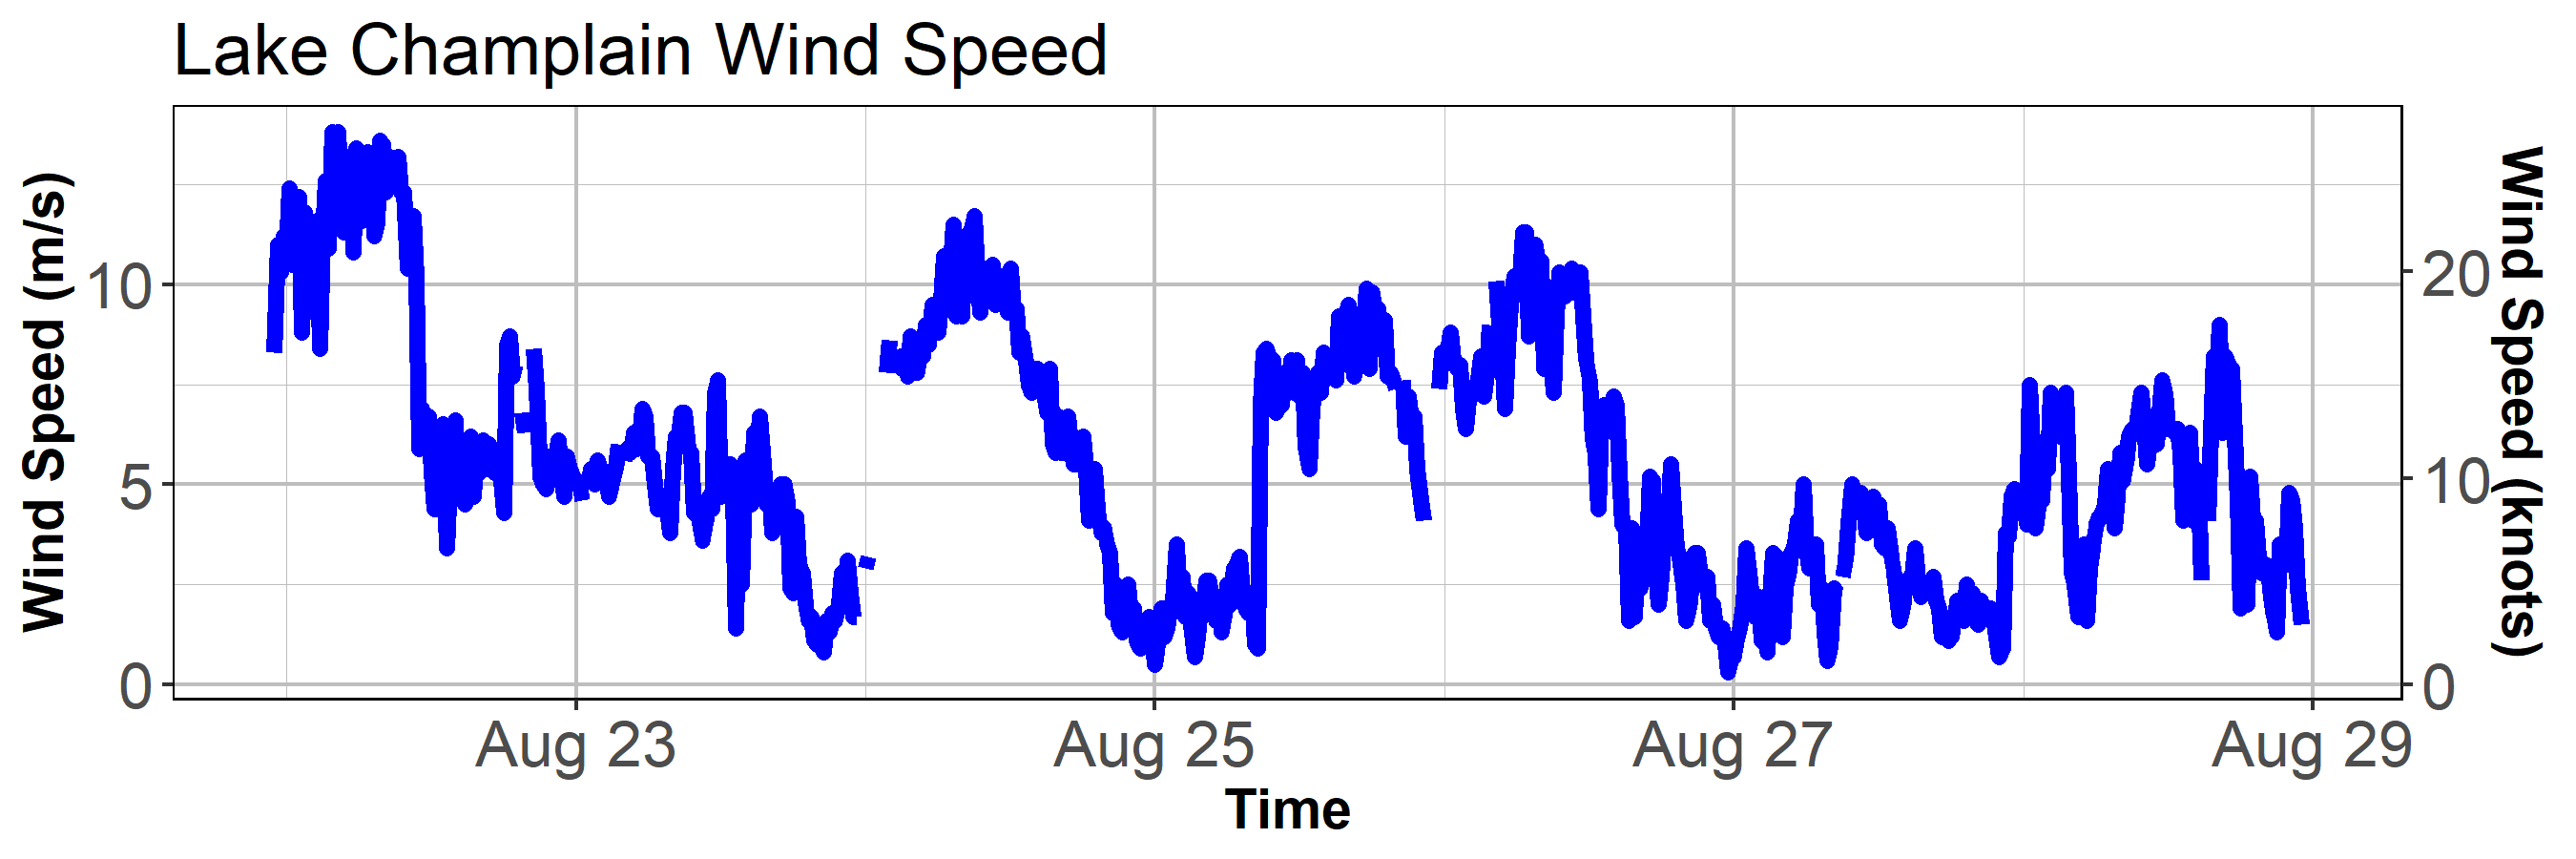 Lake Champlain Wind Speed
Wind Speed (m/s)
10
5
0
20
10
0
Wind Speed (knots)
Aug 23
Aug 25
Aug 27
Aug 29
Time